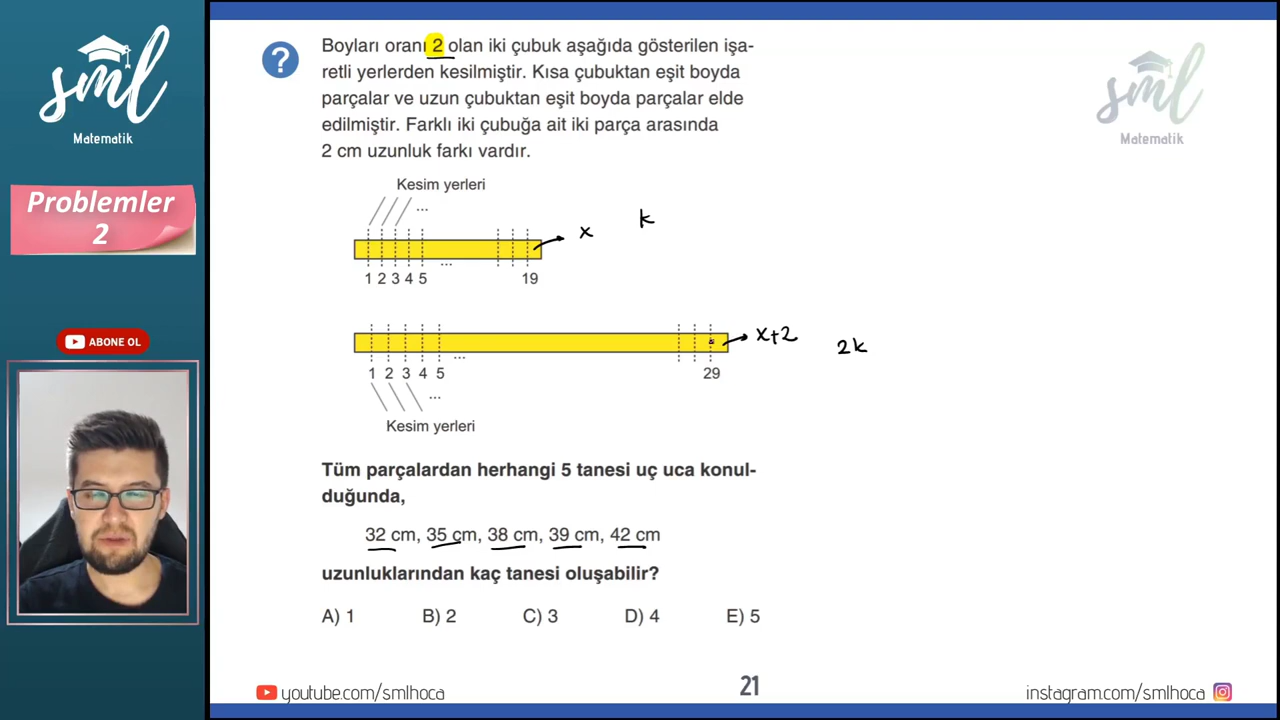 sml
Matematik
Problemler
2
ABONE OL
?
Boyları oranı 2 olan iki çubuk aşağıda gösterilen işa-
retli yerlerden kesilmiştir. Kısa çubuktan eşit boyda
parçalar ve uzun çubuktan eşit boyda parçalar elde
edilmiştir. Farklı iki çubuğa ait iki parça arasında
2 cm uzunluk farkı vardır.
Kesim yerleri
...
x k
...
1 2 3 4 5 19
x+2
2k
...
1 2 3 4 5 29
...
Kesim yerleri
Tüm parçalardan herhangi 5 tanesi uç uca konul-
duğunda,
32 cm, 35 cm, 38 cm, 39 cm, 42 cm
uzunluklarından kaç tanesi oluşabilir?
A) 1 B) 2 C) 3 D) 4 E) 5
sml
Matematik
youtube.com/smlhoca 21 instagram.com/smlhoca